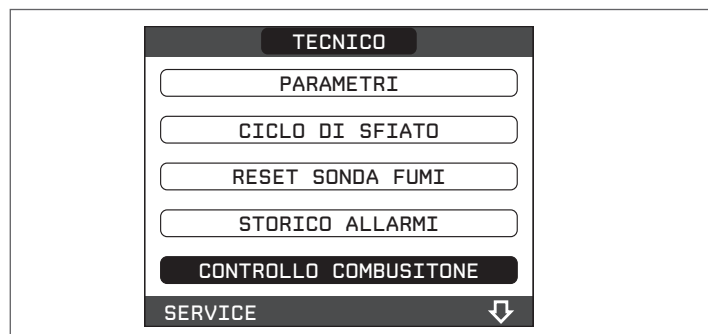 TECNICO
PARAMETRI
CICLO DI SFIATO
RESET SONDA FUMI
STORICO ALLARMI
CONTROLLO COMBUSITONE
SERVICE